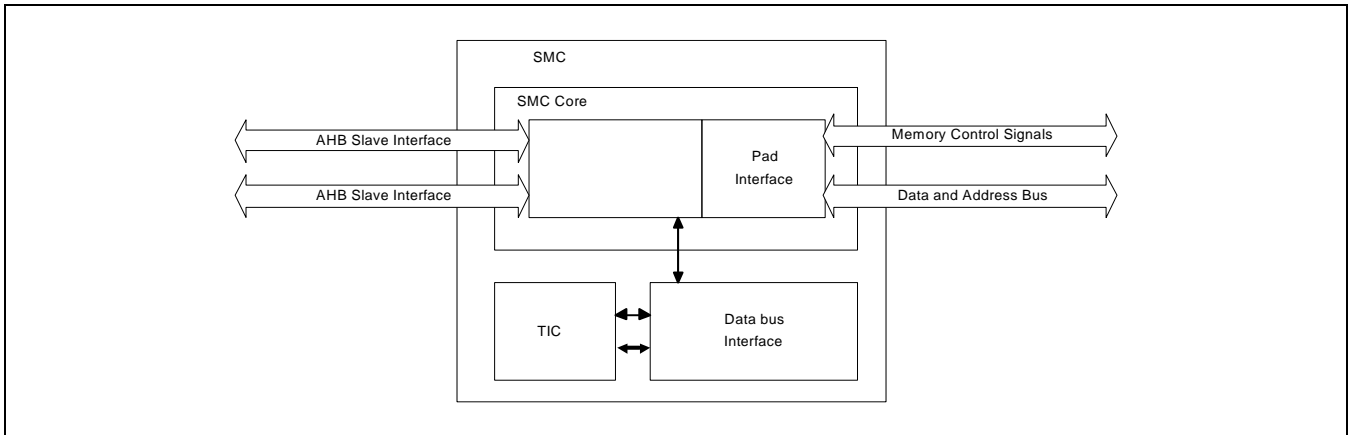 SMC
SMC Core
AHB Slave Interface
Memory Control Signals
Pad
Interface
AHB Slave Interface
Data and Address Bus
TIC
Data bus
Interface